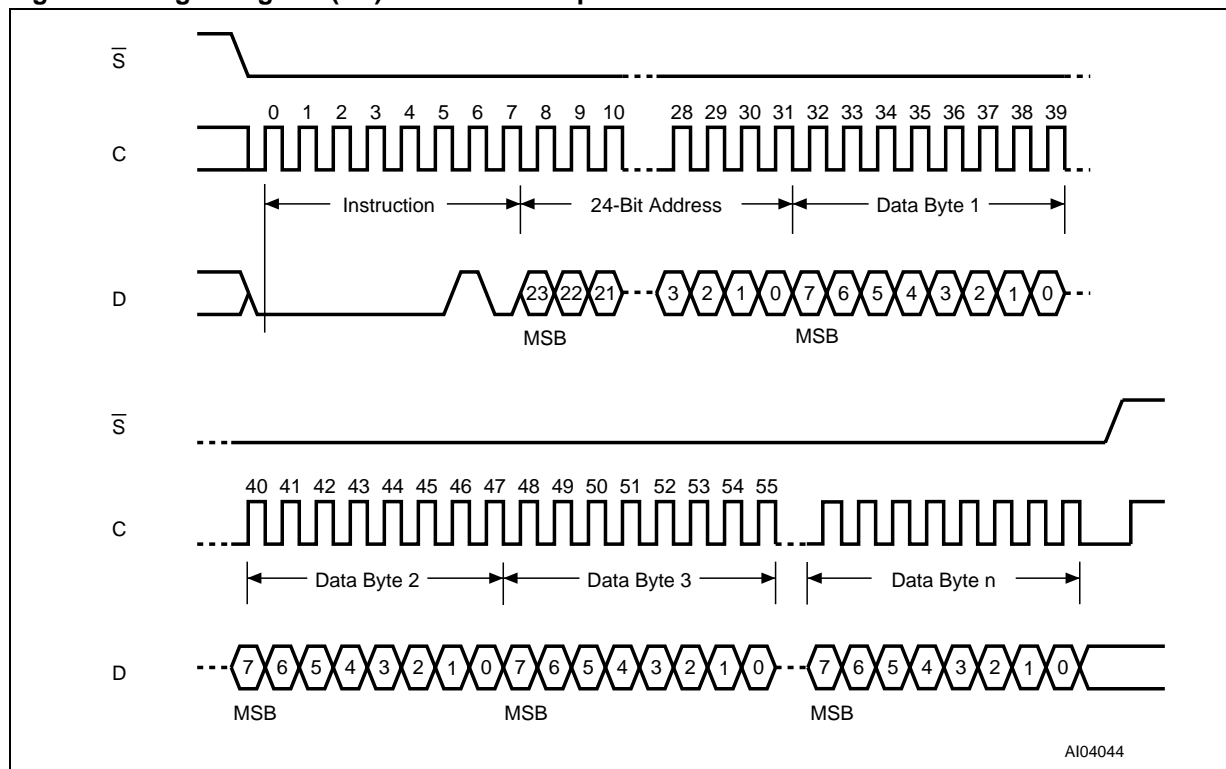 S̅
0 1 2 3 4 5 6 7 8 9 10 28 29 30 31 32 33 34 35 36 37 38 39
C
Instruction 24-Bit Address Data Byte 1
D
23 22 21 3 2 1 0 7 6 5 4 3 2 1 0
MSB MSB
S̅
40 41 42 43 44 45 46 47 48 49 50 51 52 53 54 55
C
Data Byte 2 Data Byte 3 Data Byte n
D
7 6 5 4 3 2 1 0 7 6 5 4 3 2 1 0 7 6 5 4 3 2 1 0
MSB MSB MSB
AI04044